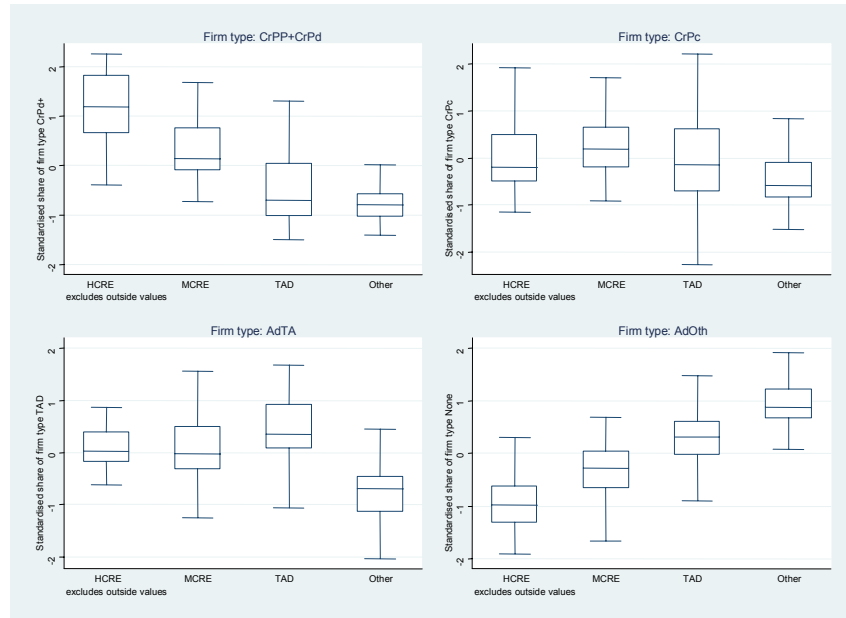 Firm type: CrPP+CrPd
Standardised share of firm type CrPd+
2
1
0
-1
-2
HCRE MCRE TAD Other
excludes outside values
Firm type: CrPc
Standardised share of firm type CrPc
2
1
0
-1
-2
HCRE MCRE TAD Other
excludes outside values
Firm type: AdTA
Standardised share of firm type TAD
2
1
0
-1
-2
HCRE MCRE TAD Other
excludes outside values
Firm type: AdOth
Standardised share of firm type None
2
1
0
-1
-2
HCRE MCRE TAD Other
excludes outside values